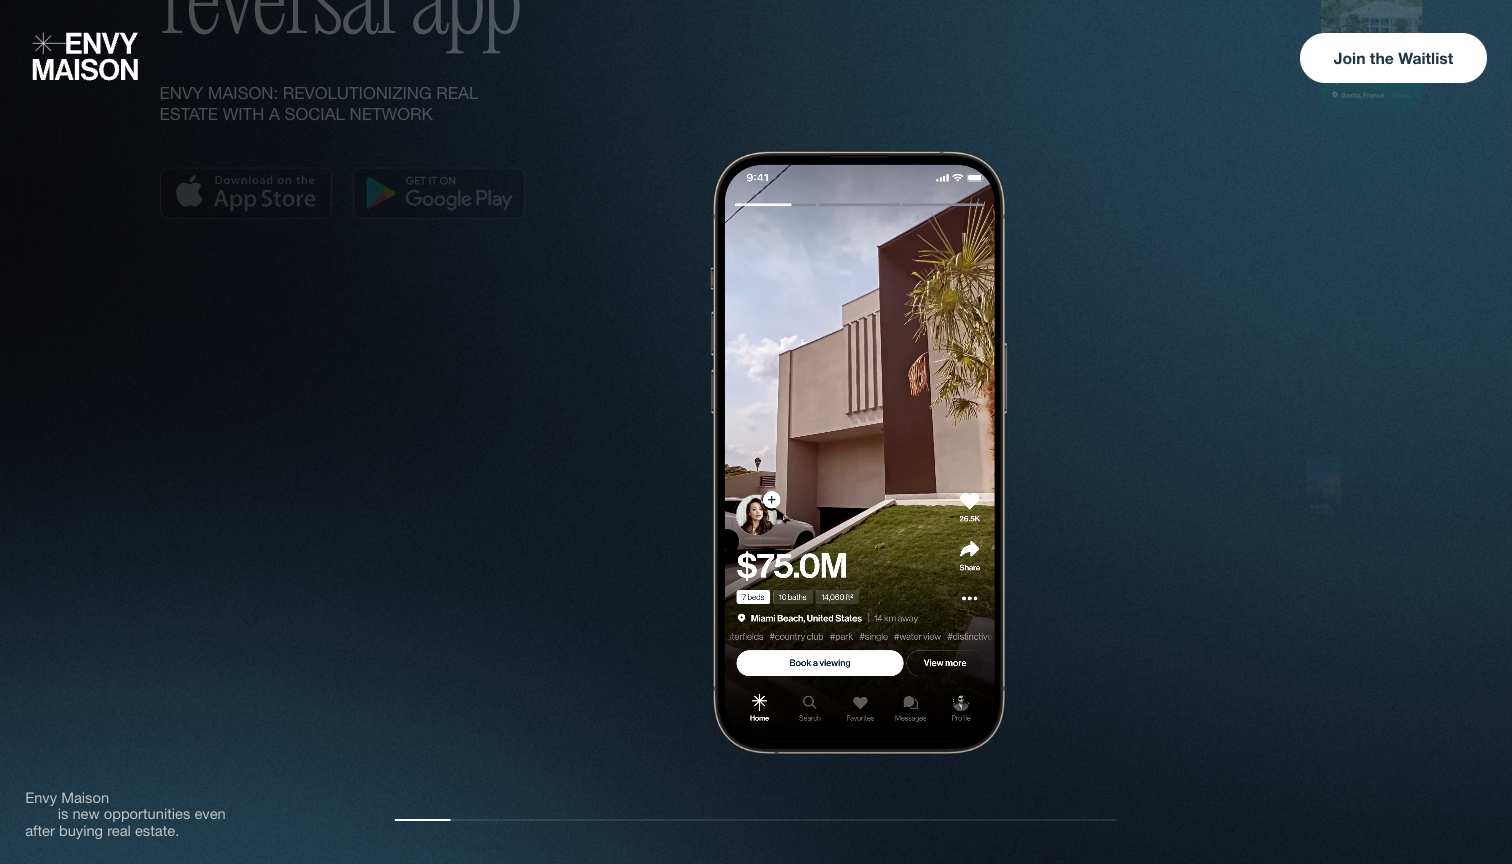 reversal app
ENVY
MAISON
Join the Waitlist
ENVY MAISON: REVOLUTIONIZING REAL
ESTATE WITH A SOCIAL NETWORK
Download on the
App Store
GET IT ON
Google Play
9:41
26.5K
Share
$75.0M
7 beds 10 baths 14,060 ft²
Miami Beach, United States | 14 km away
terfields #country club #park #single #water view #distinctive
Book a viewing View more
Home Search Favorites Messages Profile
Envy Maison
is new opportunities even
after buying real estate.